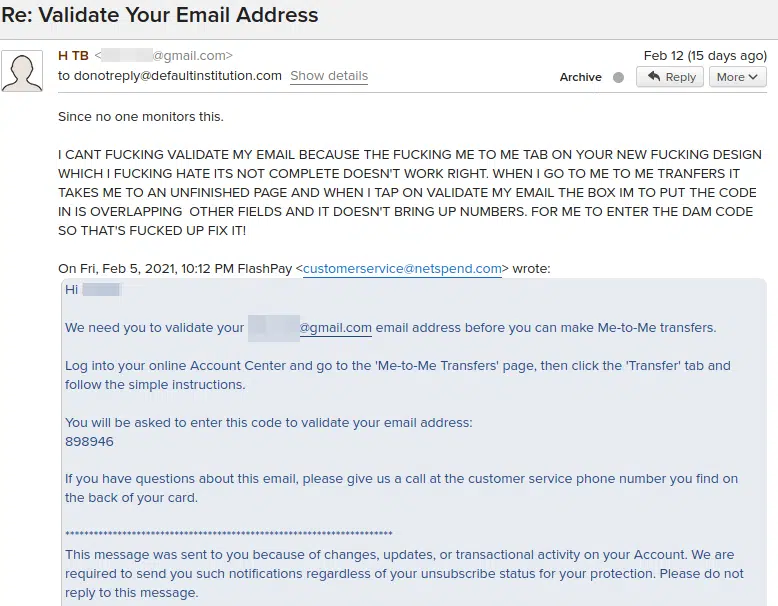 Re: Validate Your Email Address
H TB <@gmail.com> Feb 12 (15 days ago)
to donotreply@defaultinstitution.com Show details Archive Reply More
Since no one monitors this.
I CANT FUCKING VALIDATE MY EMAIL BECAUSE THE FUCKING ME TO ME TAB ON YOUR NEW FUCKING DESIGN
WHICH I FUCKING HATE ITS NOT COMPLETE DOESN'T WORK RIGHT. WHEN I GO TO ME TO ME TRANFERS IT
TAKES ME TO AN UNFINISHED PAGE AND WHEN I TAP ON VALIDATE MY EMAIL THE BOX IM TO PUT THE CODE
IN IS OVERLAPPING OTHER FIELDS AND IT DOESN'T BRING UP NUMBERS. FOR ME TO ENTER THE DAM CODE
SO THAT'S FUCKED UP FIX IT!
On Fri, Feb 5, 2021, 10:12 PM FlashPay <customerservice@netspend.com> wrote:
Hi
We need you to validate your @gmail.com email address before you can make Me-to-Me transfers.
Log into your online Account Center and go to the 'Me-to-Me Transfers' page, then click the 'Transfer' tab and
follow the simple instructions.
You will be asked to enter this code to validate your email address:
898946
If you have questions about this email, please give us a call at the customer service phone number you find on
the back of your card.
**********************************************************************
This message was sent to you because of changes, updates, or transactional activity on your Account. We are
required to send you such notifications regardless of your unsubscribe status for your protection. Please do not
reply to this message.